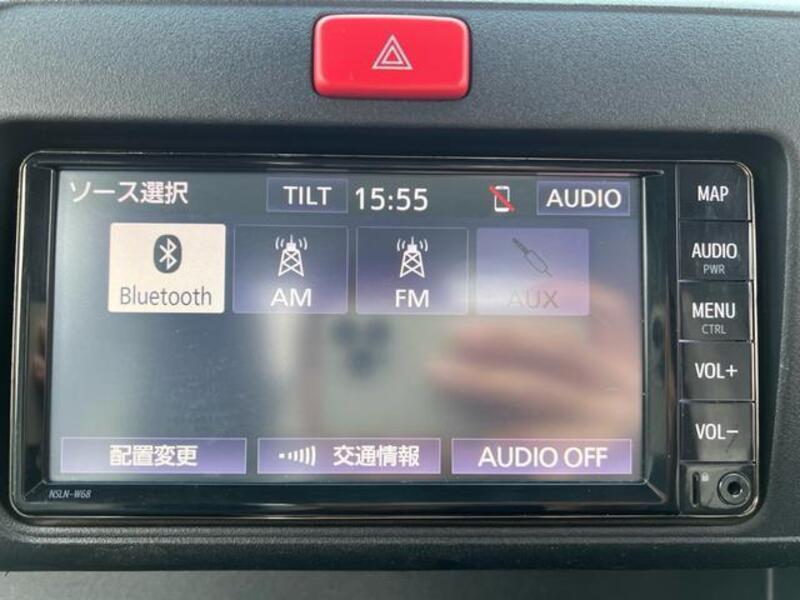 ソース選択 TILT 15:55 AUDIO
Bluetooth AM FM AUX
配置変更 交通情報 AUDIO OFF
NSLN-W68
MAP
AUDIO
PWR
MENU
CTRL
VOL+
VOL-